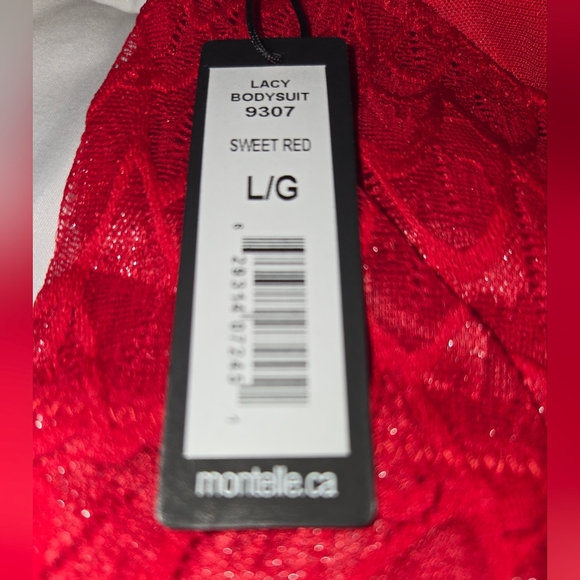 LACY
BODYSUIT
9307
SWEET RED
L/G
montelle.ca